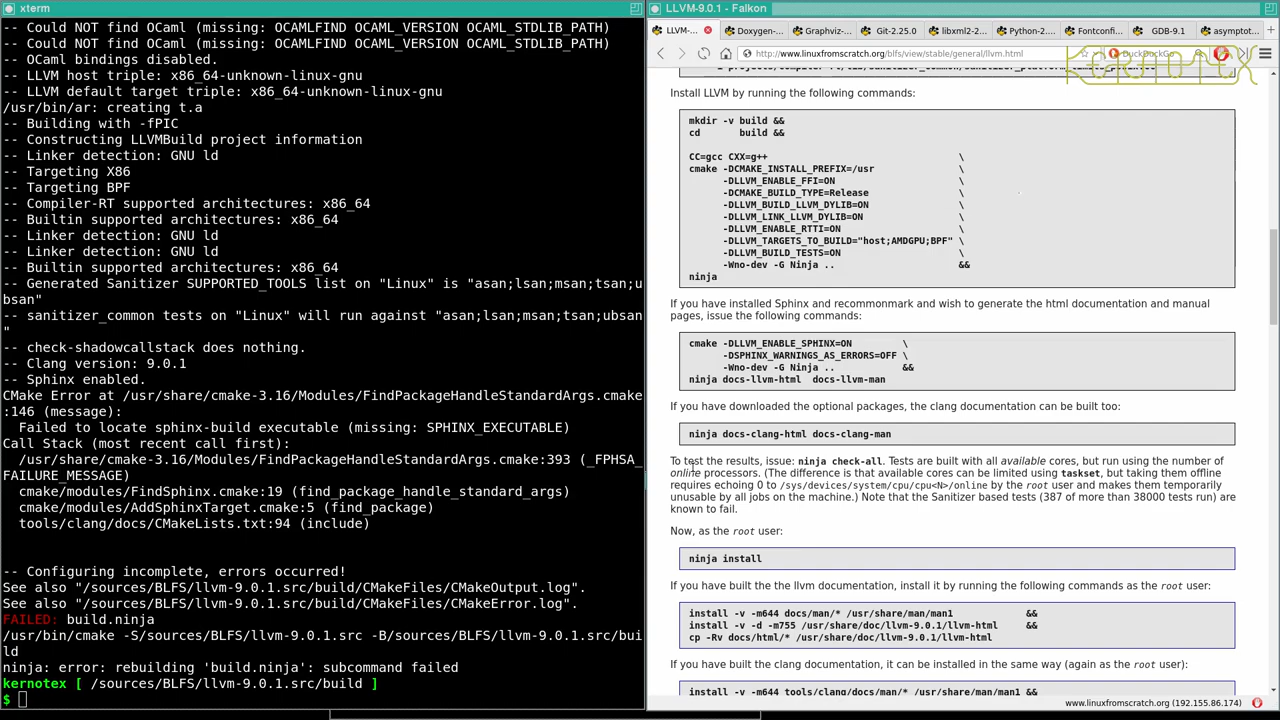 xterm
-- Could NOT find OCaml (missing: OCAMLFIND OCAML_VERSION OCAML_STDLIB_PATH)
-- Could NOT find OCaml (missing: OCAMLFIND OCAML_VERSION OCAML_STDLIB_PATH)
-- OCaml bindings disabled.
-- LLVM host triple: x86_64-unknown-linux-gnu
-- LLVM default target triple: x86_64-unknown-linux-gnu
/usr/bin/ar: creating t.a
-- Building with -fPIC
-- Constructing LLVMBuild project information
-- Linker detection: GNU ld
-- Targeting X86
-- Targeting BPF
-- Compiler-RT supported architectures: x86_64
-- Builtin supported architectures: x86_64
-- Linker detection: GNU ld
-- Linker detection: GNU ld
-- Builtin supported architectures: x86_64
-- Generated Sanitizer SUPPORTED_TOOLS list on "Linux" is "asan;lsan;msan;tsan;u
bsan"
-- sanitizer_common tests on "Linux" will run against "asan;lsan;msan;tsan;ubsan
"
-- check-shadowcallstack does nothing.
-- Clang version: 9.0.1
-- Sphinx enabled.
CMake Error at /usr/share/cmake-3.16/Modules/FindPackageHandleStandardArgs.cmake
:146 (message):
  Failed to locate sphinx-build executable (missing: SPHINX_EXECUTABLE)
Call Stack (most recent call first):
  /usr/share/cmake-3.16/Modules/FindPackageHandleStandardArgs.cmake:393 (_FPHSA_
FAILURE_MESSAGE)
  cmake/modules/FindSphinx.cmake:19 (find_package_handle_standard_args)
  cmake/modules/AddSphinxTarget.cmake:5 (find_package)
  tools/clang/docs/CMakeLists.txt:94 (include)
-- Configuring incomplete, errors occurred!
See also "/sources/BLFS/llvm-9.0.1.src/build/CMakeFiles/CMakeOutput.log".
See also "/sources/BLFS/llvm-9.0.1.src/build/CMakeFiles/CMakeError.log".
FAILED: build.ninja
/usr/bin/cmake -S/sources/BLFS/llvm-9.0.1.src -B/sources/BLFS/llvm-9.0.1.src/bui
ld
ninja: error: rebuilding 'build.ninja': subcommand failed
kernotex [ /sources/BLFS/llvm-9.0.1.src/build ]
$
LLVM-9.0.1 - Falkon
LLVM-... Doxygen-... Graphviz-... Git-2.25.0 libxml2-... Python-2.... Fontconfi... GDB-9.1 asymptot...
http://www.linuxfromscratch.org/blfs/view/stable/general/llvm.html DuckDuckGo
KERNOTEX
Install LLVM by running the following commands:
mkdir -v build &&
cd       build &&
CC=gcc CXX=g++ \
cmake -DCMAKE_INSTALL_PREFIX=/usr \
-DLLVM_ENABLE_FFI=ON \
-DCMAKE_BUILD_TYPE=Release \
-DLLVM_BUILD_LLVM_DYLIB=ON \
-DLLVM_LINK_LLVM_DYLIB=ON \
-DLLVM_ENABLE_RTTI=ON \
-DLLVM_TARGETS_TO_BUILD="host;AMDGPU;BPF" \
-DLLVM_BUILD_TESTS=ON \
-Wno-dev -G Ninja .. &&
ninja
If you have installed Sphinx and recommonmark and wish to generate the html documentation and manual
pages, issue the following commands:
cmake -DLLVM_ENABLE_SPHINX=ON \
-DSPHINX_WARNINGS_AS_ERRORS=OFF \
-Wno-dev -G Ninja .. &&
ninja docs-llvm-html  docs-llvm-man
If you have downloaded the optional packages, the clang documentation can be built too:
ninja docs-clang-html docs-clang-man
To test the results, issue: ninja check-all. Tests are built with all available cores, but run using the number of
online processors. (The difference is that available cores can be limited using taskset, but taking them offline
requires echoing 0 to /sys/devices/system/cpu/cpu<N>/online by the root user and makes them temporarily
unusable by all jobs on the machine.) Note that the Sanitizer based tests (387 of more than 38000 tests run) are
known to fail.
Now, as the root user:
ninja install
If you have built the the llvm documentation, install it by running the following commands as the root user:
install -v -m644 docs/man/* /usr/share/man/man1 &&
install -v -d -m755 /usr/share/doc/llvm-9.0.1/llvm-html &&
cp -Rv docs/html/* /usr/share/doc/llvm-9.0.1/llvm-html
If you have built the clang documentation, it can be installed in the same way (again as the root user):
install -v -m644 tools/clang/docs/man/* /usr/share/man/man1 &&
www.linuxfromscratch.org (192.155.86.174)